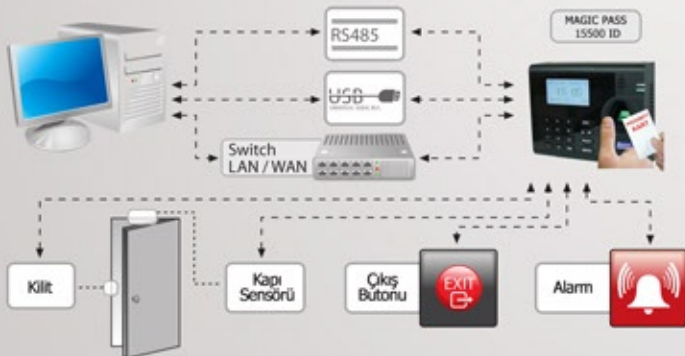 RS485
MAGIC PASS
15500 ID
USB
Switch
LAN / WAN
Kilit
Kapı
Sensörü
Çıkış
Butonu
EXIT
Alarm